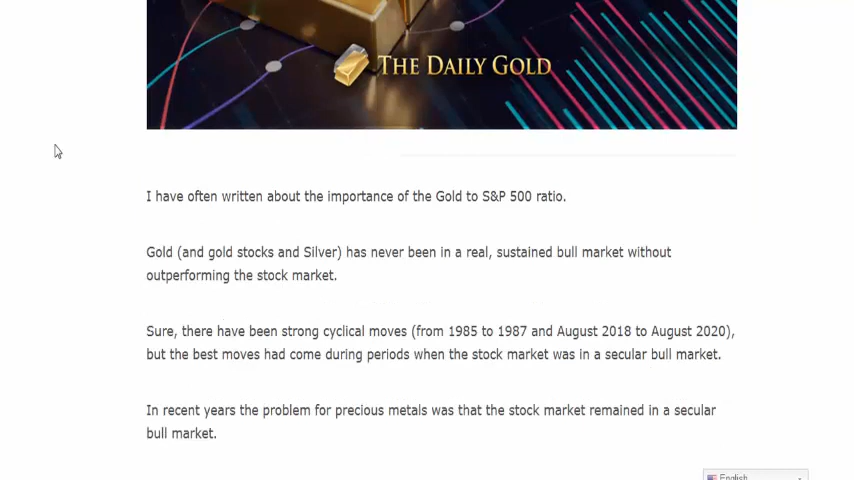 THE DAILY GOLD
I have often written about the importance of the Gold to S&P 500 ratio.
Gold (and gold stocks and Silver) has never been in a real, sustained bull market without
outperforming the stock market.
Sure, there have been strong cyclical moves (from 1985 to 1987 and August 2018 to August 2020),
but the best moves had come during periods when the stock market was in a secular bull market.
In recent years the problem for precious metals was that the stock market remained in a secular
bull market.
English